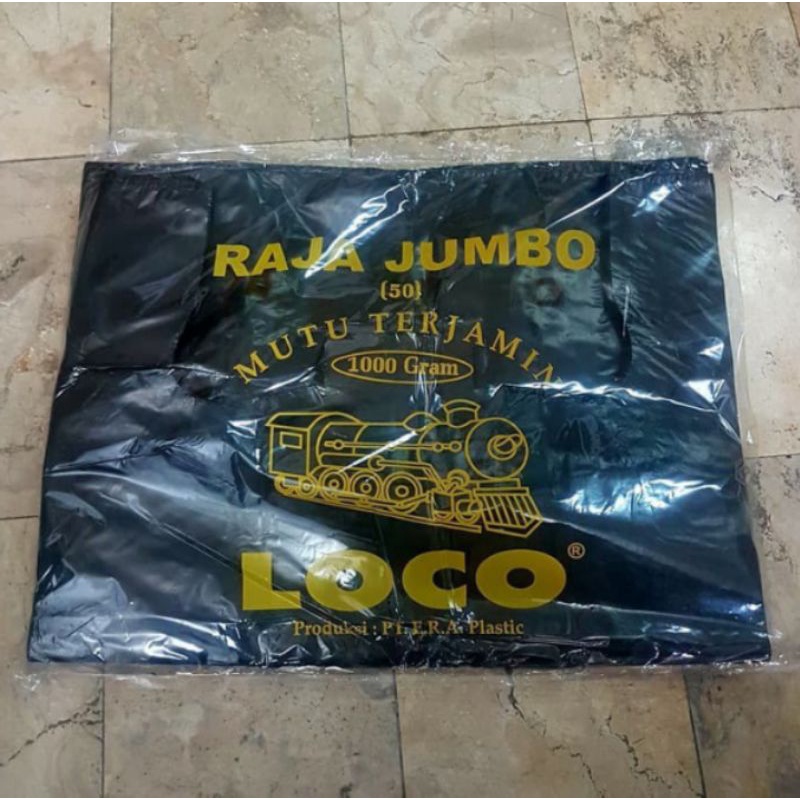 RAJA JUMBO
(50)
MUTU TERJAMIN
1000 Gram
LOCO®
Produksi : PT. E.R.A. Plastic